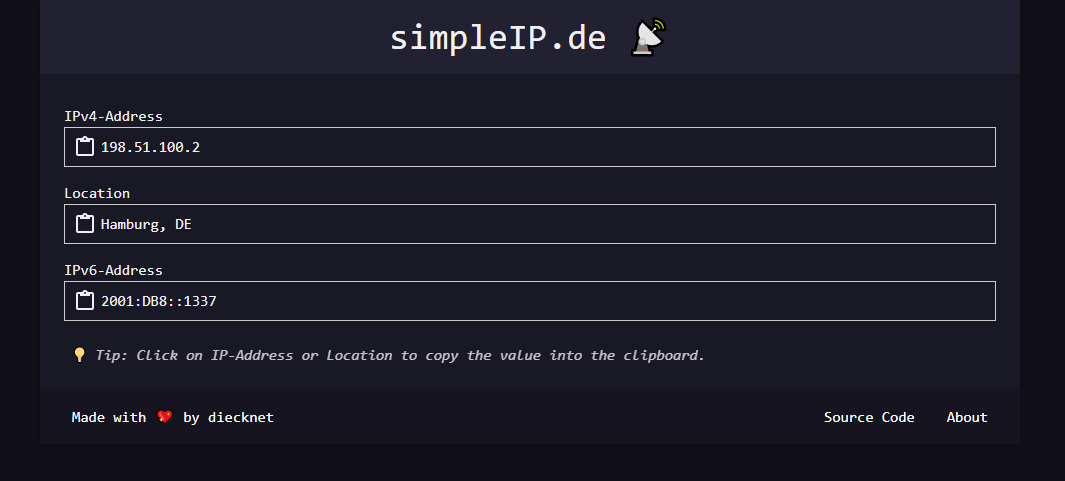 simpleIP.de
IPv4-Address
198.51.100.2
Location
Hamburg, DE
IPv6-Address
2001:DB8::1337
Tip: Click on IP-Address or Location to copy the value into the clipboard.
Made with ❤ by diecknet
Source Code
About